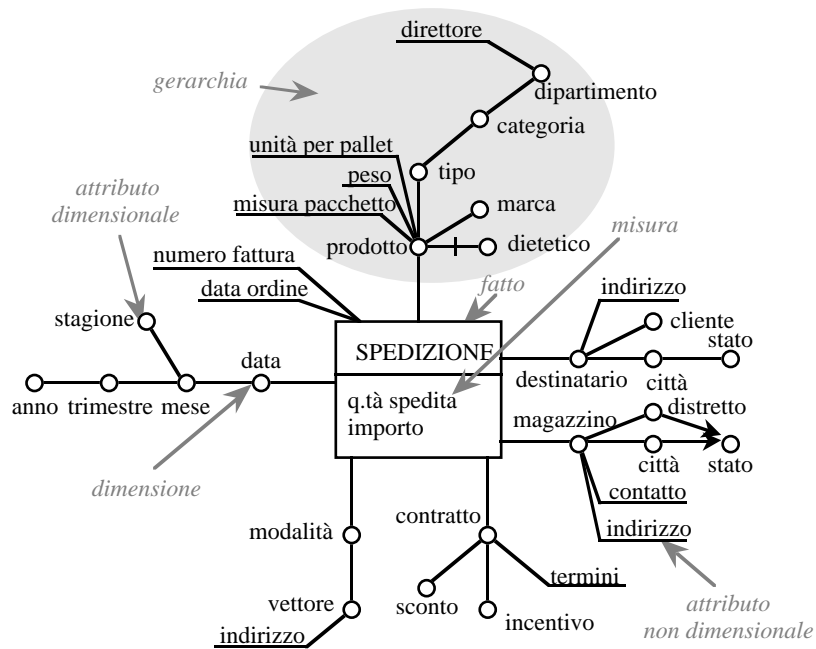 direttore
gerarchia
dipartimento
categoria
unità per pallet
tipo
peso
attributo
dimensionale
misura pacchetto
marca
misura
prodotto
dietetico
numero fattura
data ordine
fatto
indirizzo
stagione
cliente
stato
SPEDIZIONE
data
destinatario
città
anno
trimestre
mese
q.tà spedita
importo
magazzino
distretto
città
stato
dimensione
contatto
modalità
contratto
indirizzo
termini
vettore
sconto
incentivo
attributo
non dimensionale
indirizzo